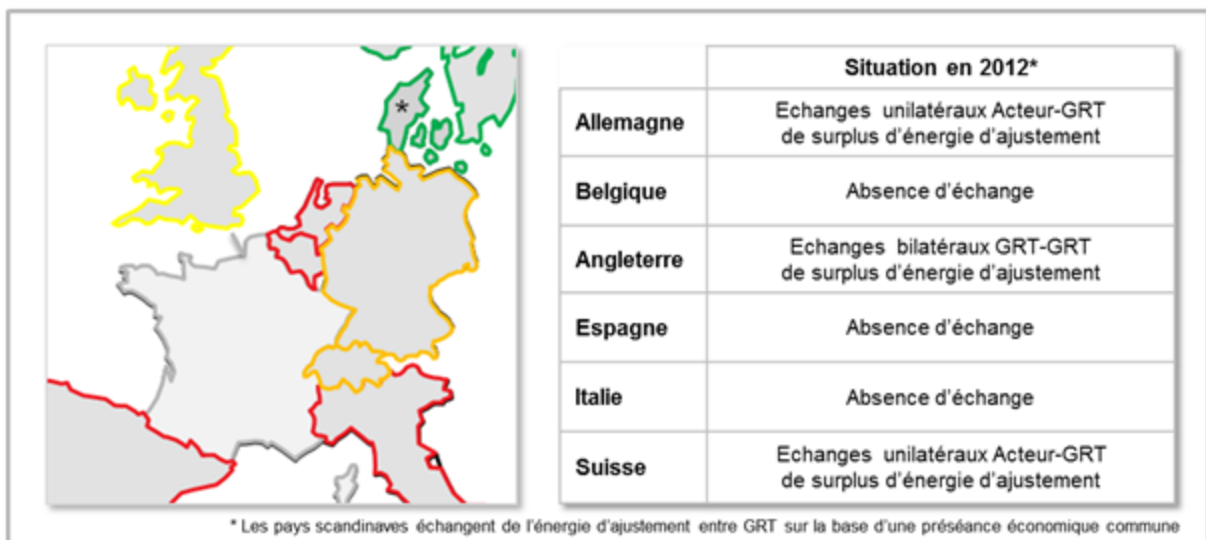 *
Situation en 2012*
Allemagne
Echanges unilatéraux Acteur-GRT
de surplus d'énergie d'ajustement
Belgique
Absence d'échange
Angleterre
Echanges bilatéraux GRT-GRT
de surplus d'énergie d'ajustement
Espagne
Absence d'échange
Italie
Absence d'échange
Suisse
Echanges unilatéraux Acteur-GRT
de surplus d'énergie d'ajustement
* Les pays scandinaves échangent de l'énergie d'ajustement entre GRT sur la base d'une préséance économique commune